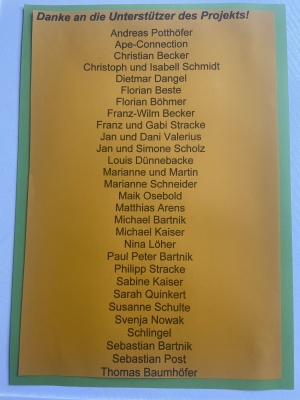 Danke an die Unterstützer des Projekts!
Andreas Potthöfer
Ape-Connection
Christian Becker
Christoph und Isabell Schmidt
Dietmar Dangel
Florian Beste
Florian Böhmer
Franz-Wilm Becker
Franz und Gabi Stracke
Jan und Dani Valerius
Jan und Simone Scholz
Louis Dünnebacke
Marianne und Martin
Marianne Schneider
Maik Osebold
Matthias Arens
Michael Bartnik
Michael Kaiser
Nina Löher
Paul Peter Bartnik
Philipp Stracke
Sabine Kaiser
Sarah Quinkert
Susanne Schulte
Svenja Nowak
Schlingel
Sebastian Bartnik
Sebastian Post
Thomas Baumhöfer